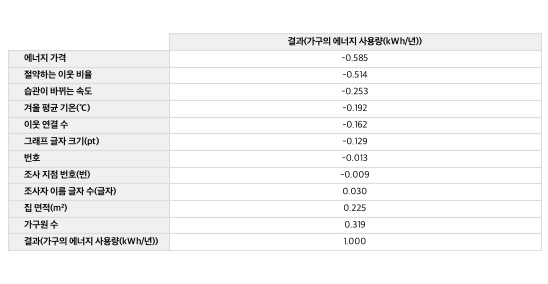 결과(가구의 에너지 사용량(kWh/년))
에너지 가격 -0.585
절약하는 이웃 비율 -0.514
습관이 바뀌는 속도 -0.253
겨울 평균 기온(℃) -0.192
이웃 연결 수 -0.162
그래프 글자 크기(pt) -0.129
번호 -0.013
조사 지점 번호(번) -0.009
조사자 이름 글자 수(글자) 0.030
집 면적(m²) 0.225
가구원 수 0.319
결과(가구의 에너지 사용량(kWh/년)) 1.000